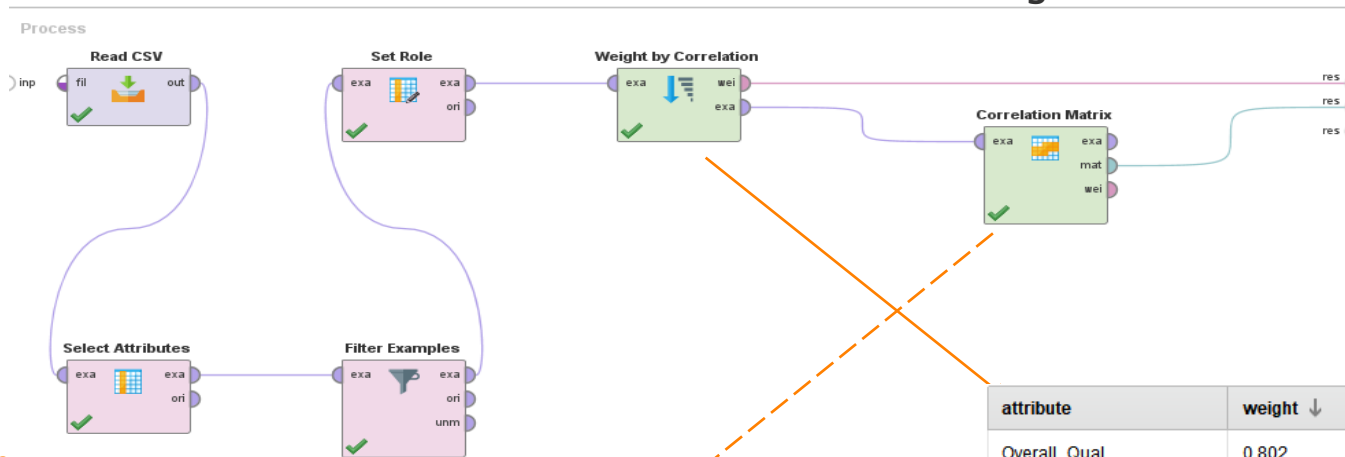 Process
Read CSV
inp
fil
out
Set Role
exa
exa
ori
Weight by Correlation
exa
wei
exa
Correlation Matrix
exa
exa
mat
wei
res
res
res
Select Attributes
exa
exa
ori
Filter Examples
exa
exa
ori
unm
attribute weight ↓
Overall_Qual 0.802